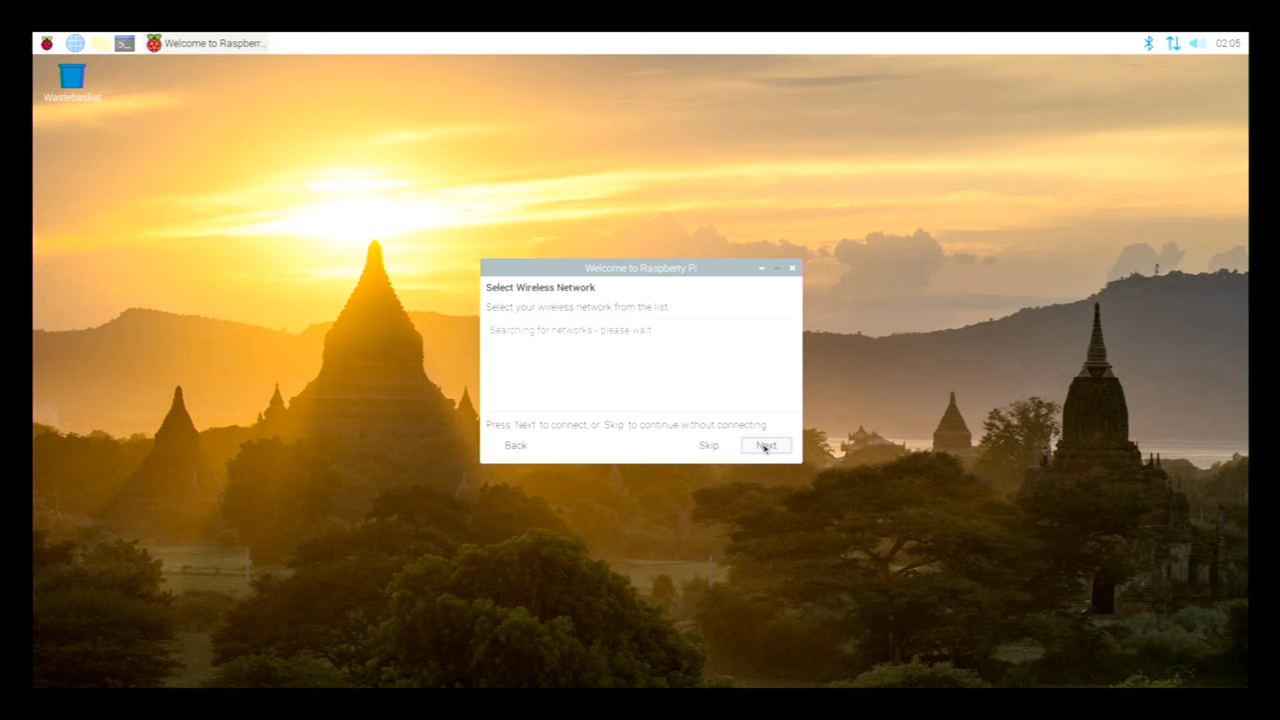 Welcome to Raspberr...
02:05
Wastebasket
Welcome to Raspberry Pi
Select Wireless Network
Select your wireless network from the list.
Searching for networks - please wait
Press 'Next' to connect, or 'Skip' to continue without connecting.
Back
Skip
Next